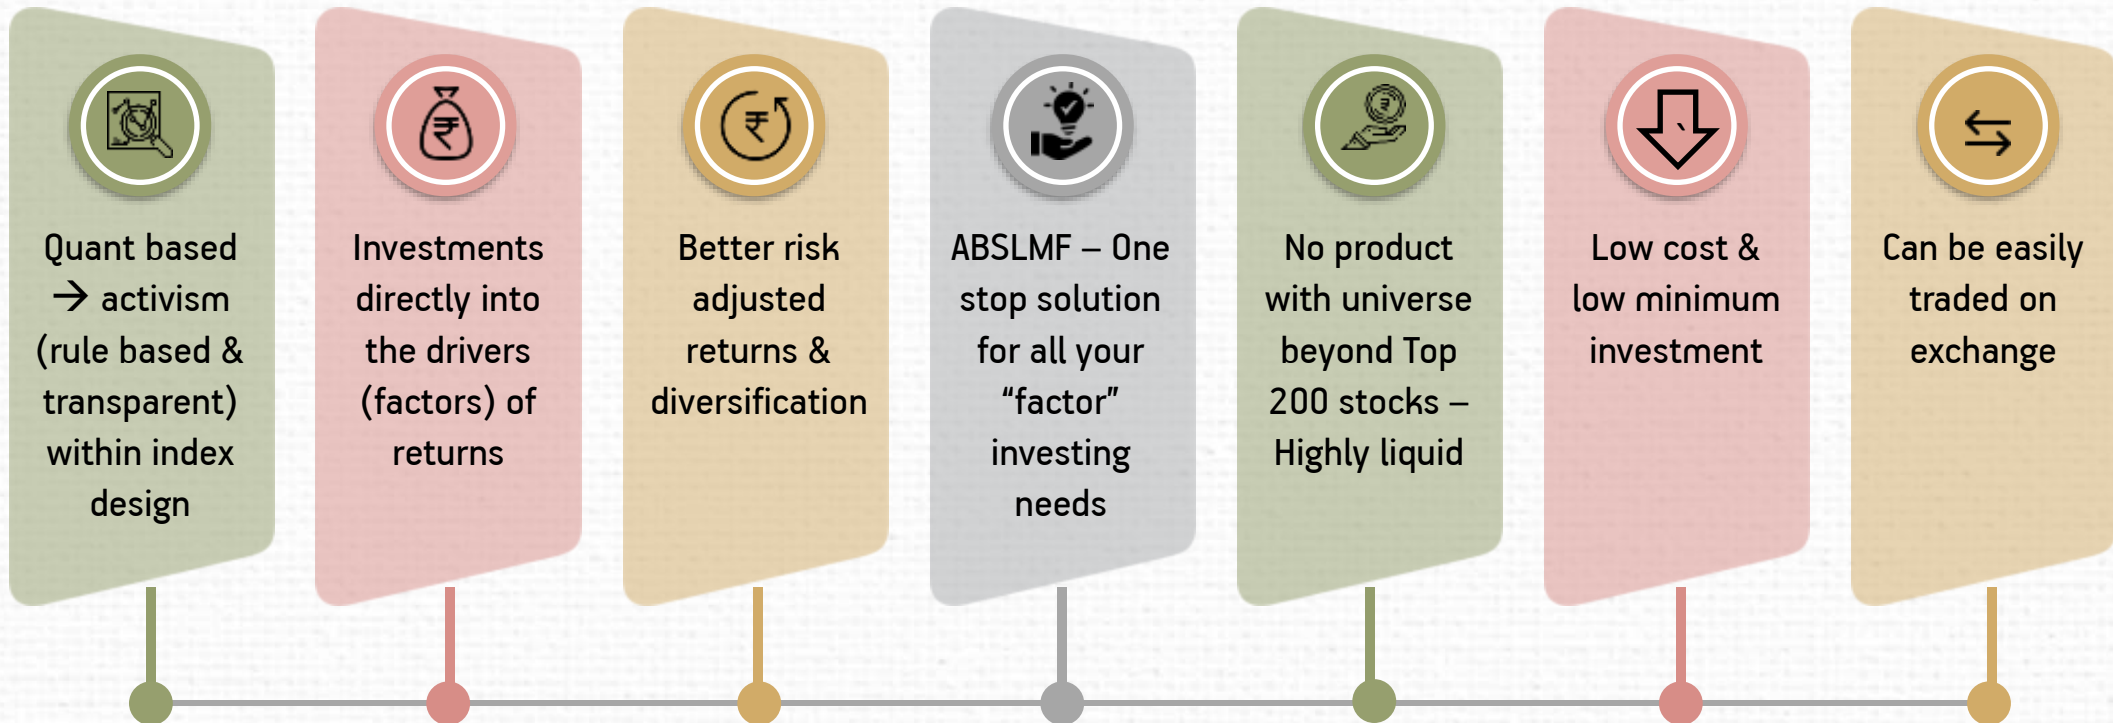 Quant based
→ activism
(rule based &
transparent)
within index
design
Investments
directly into
the drivers
(factors) of
returns
Better risk
adjusted
returns &
diversification
ABSLMF – One
stop solution
for all your
“factor”
investing
needs
No product
with universe
beyond Top
200 stocks –
Highly liquid
Low cost &
low minimum
investment
Can be easily
traded on
exchange